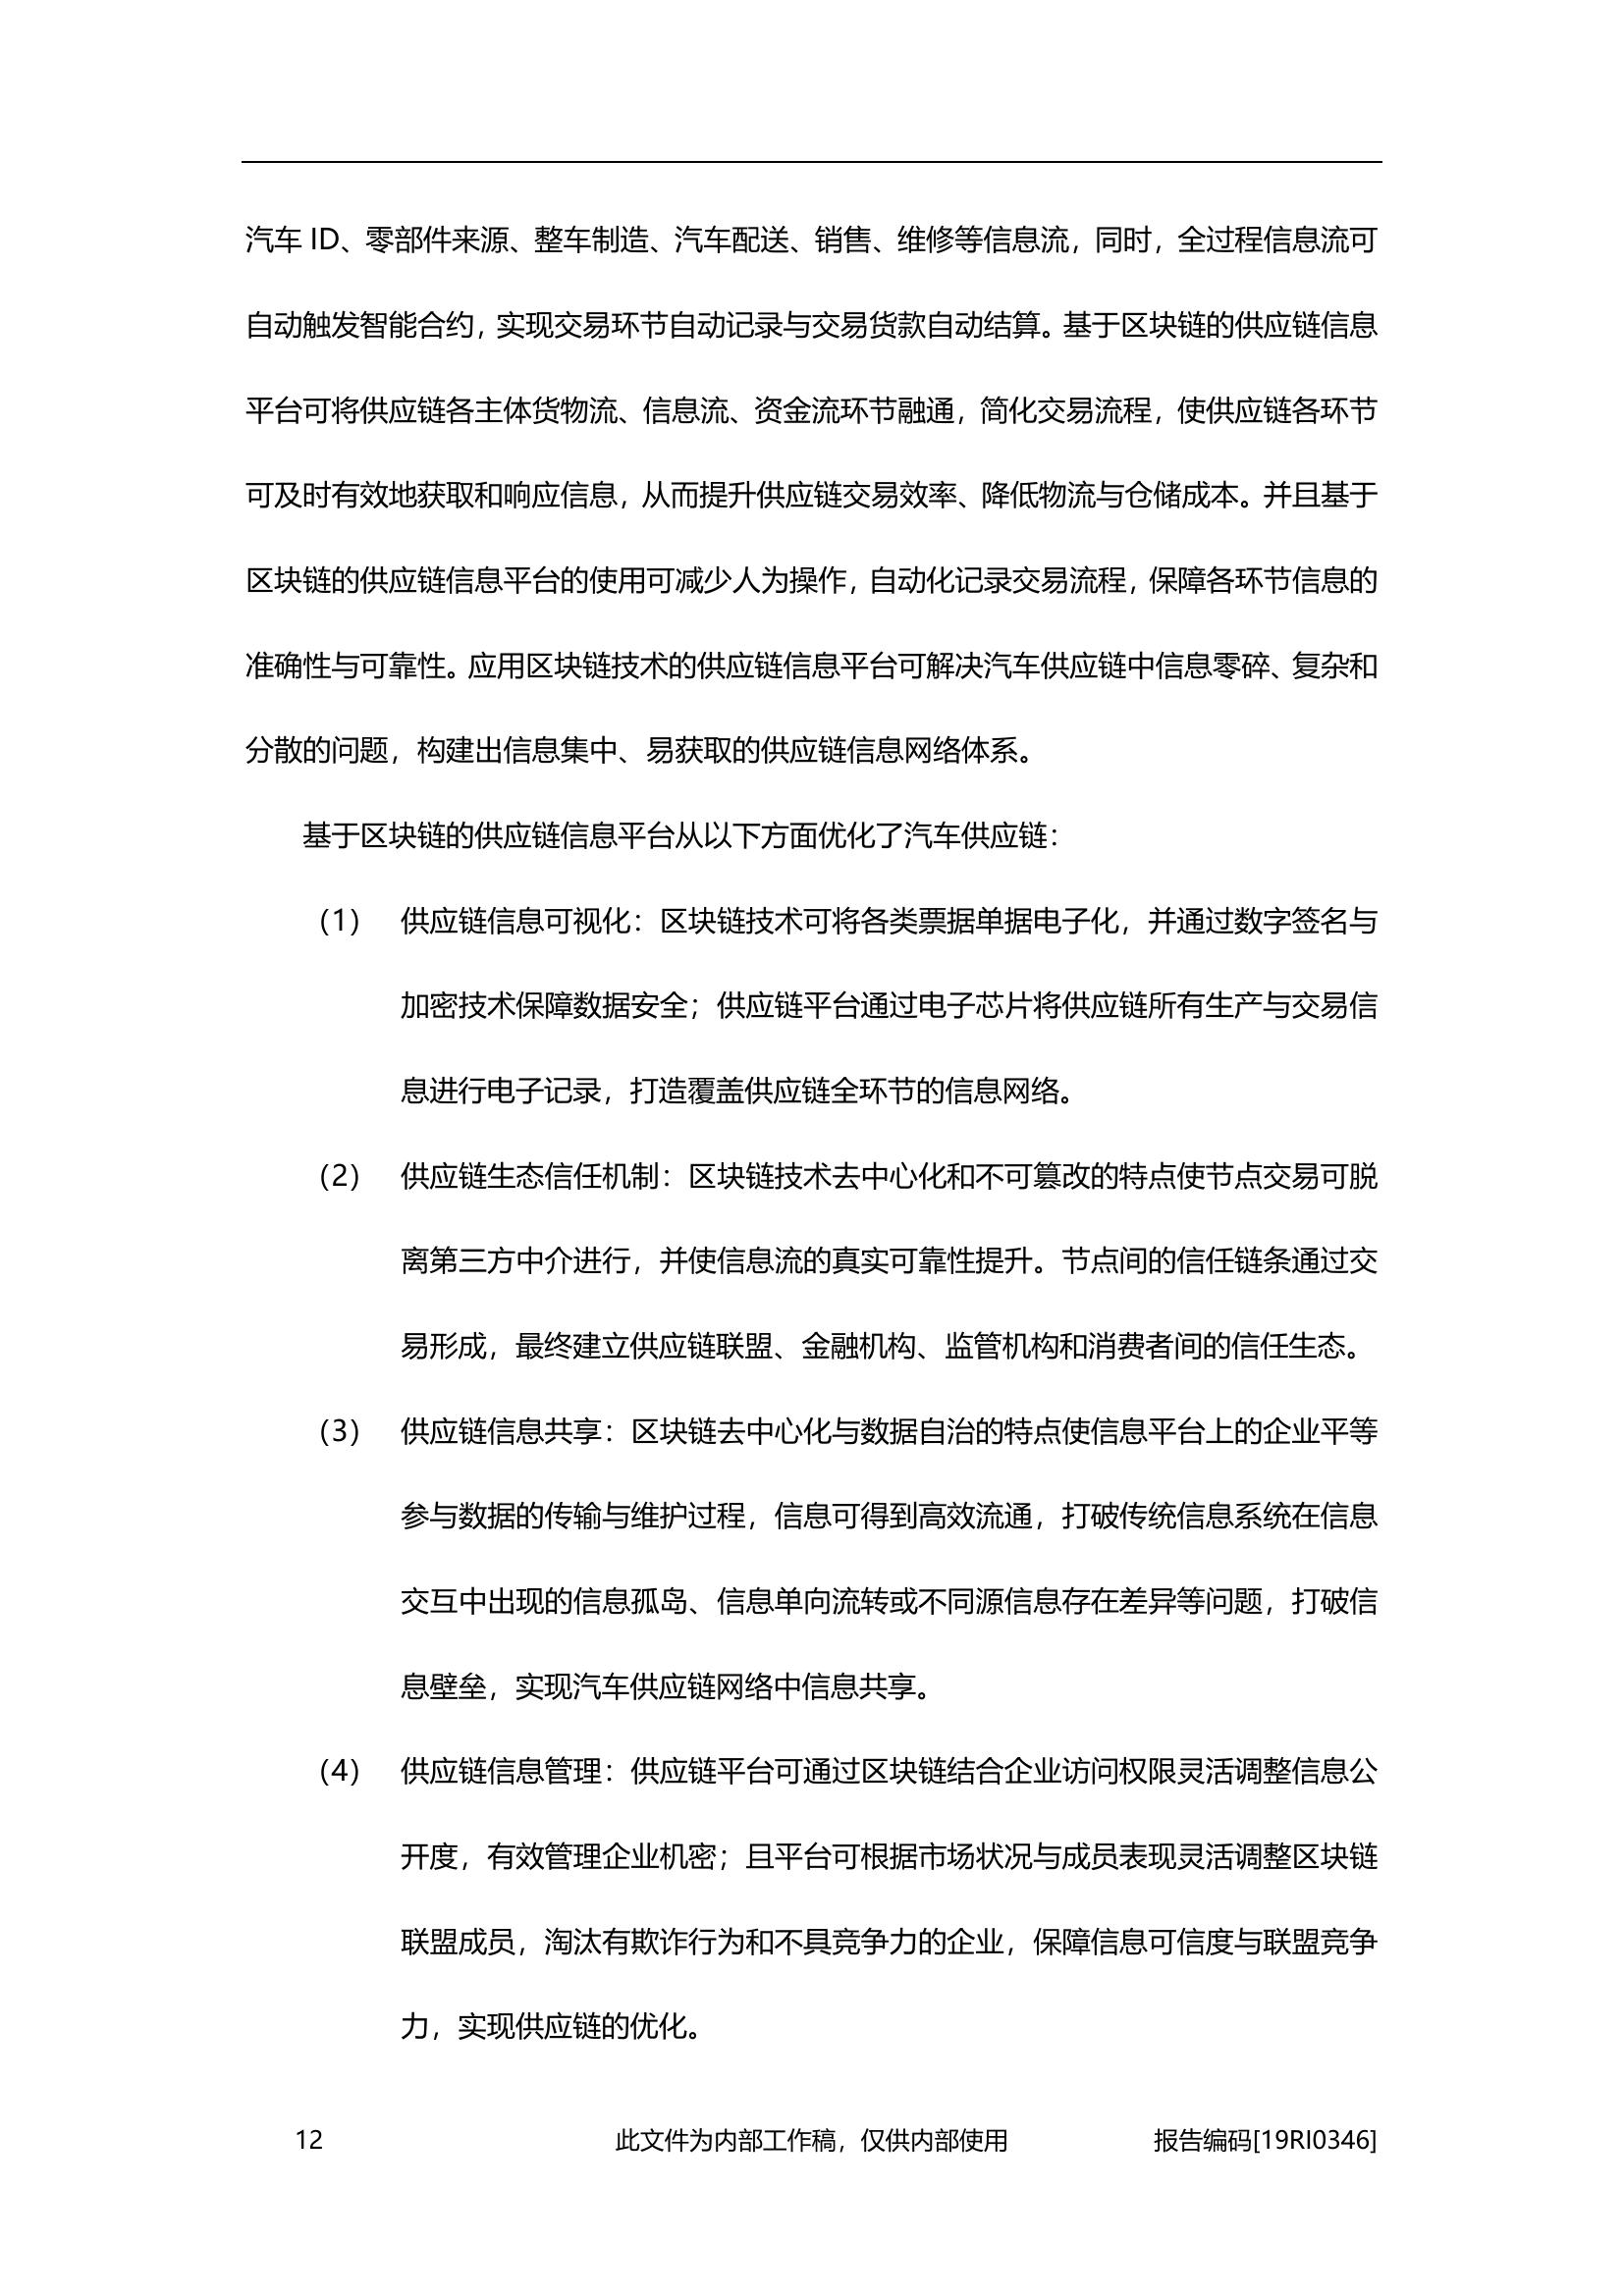 汽车 ID、零部件来源、整车制造、汽车配送、销售、维修等信息流，同时，全过程信息流可
自动触发智能合约，实现交易环节自动记录与交易货款自动结算。基于区块链的供应链信息
平台可将供应链各主体货物流、信息流、资金流环节融通，简化交易流程，使供应链各环节
可及时有效地获取和响应信息，从而提升供应链交易效率、降低物流与仓储成本。并且基于
区块链的供应链信息平台的使用可减少人为操作，自动化记录交易流程，保障各环节信息的
准确性与可靠性。应用区块链技术的供应链信息平台可解决汽车供应链中信息零碎、复杂和
分散的问题，构建出信息集中、易获取的供应链信息网络体系。
基于区块链的供应链信息平台从以下方面优化了汽车供应链：
（1） 供应链信息可视化：区块链技术可将各类票据单据电子化，并通过数字签名与
加密技术保障数据安全；供应链平台通过电子芯片将供应链所有生产与交易信
息进行电子记录，打造覆盖供应链全环节的信息网络。
（2） 供应链生态信任机制：区块链技术去中心化和不可篡改的特点使节点交易可脱
离第三方中介进行，并使信息流的真实可靠性提升。节点间的信任链条通过交
易形成，最终建立供应链联盟、金融机构、监管机构和消费者间的信任生态。
（3） 供应链信息共享：区块链去中心化与数据自治的特点使信息平台上的企业平等
参与数据的传输与维护过程，信息可得到高效流通，打破传统信息系统在信息
交互中出现的信息孤岛、信息单向流转或不同源信息存在差异等问题，打破信
息壁垒，实现汽车供应链网络中信息共享。
（4） 供应链信息管理：供应链平台可通过区块链结合企业访问权限灵活调整信息公
开度，有效管理企业机密；且平台可根据市场状况与成员表现灵活调整区块链
联盟成员，淘汰有欺诈行为和不具竞争力的企业，保障信息可信度与联盟竞争
力，实现供应链的优化。
12 此文件为内部工作稿，仅供内部使用 报告编码[19RI0346]